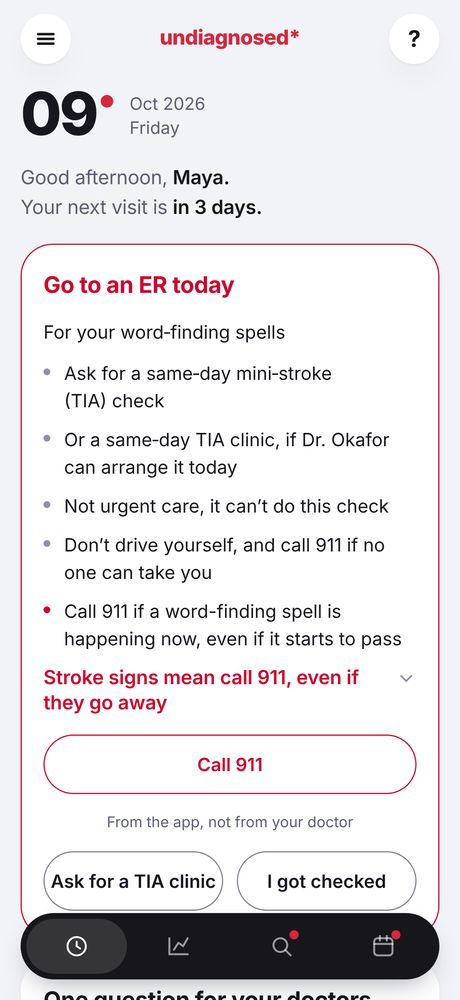 undiagnosed*
?
09
Oct 2026
Friday
Good afternoon, Maya.
Your next visit is in 3 days.
Go to an ER today
For your word-finding spells
Ask for a same-day mini-stroke
(TIA) check
Or a same-day TIA clinic, if Dr. Okafor
can arrange it today
Not urgent care, it can’t do this check
Don’t drive yourself, and call 911 if no
one can take you
Call 911 if a word-finding spell is
happening now, even if it starts to pass
Stroke signs mean call 911, even if
they go away
Call 911
From the app, not from your doctor
Ask for a TIA clinic
I got checked
One question for your doctors